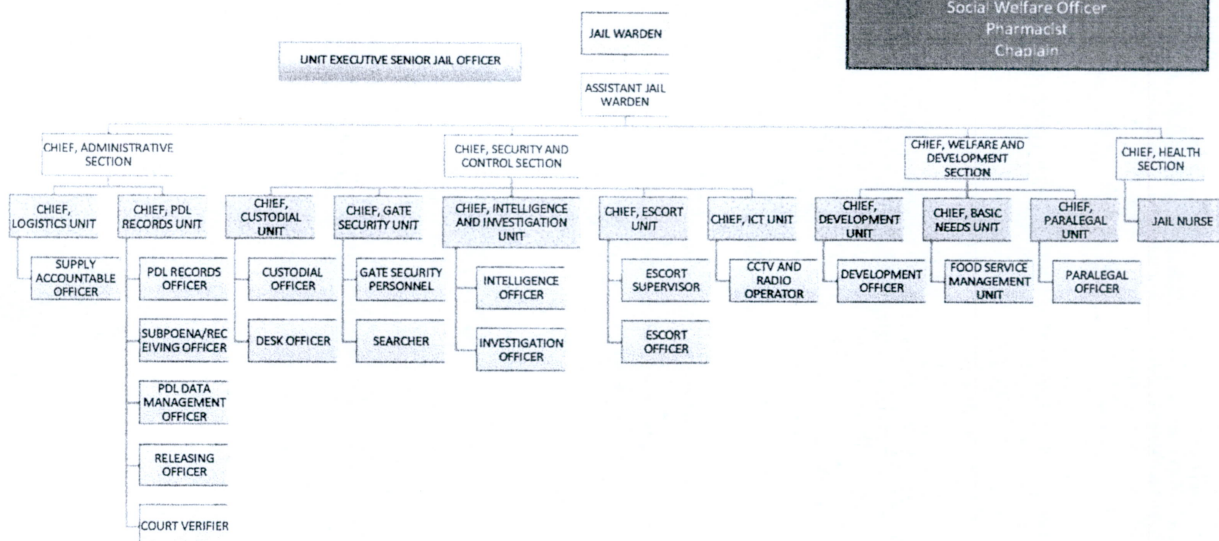 Social Welfare Officer
Pharmacist
Chaplain
JAIL WARDEN
UNIT EXECUTIVE SENIOR JAIL OFFICER
ASSISTANT JAIL
WARDEN
CHIEF, ADMINISTRATIVE
SECTION
CHIEF, SECURITY AND
CONTROL SECTION
CHIEF, WELFARE AND
DEVELOPMENT
SECTION
CHIEF, HEALTH
SECTION
CHIEF,
LOGISTICS UNIT
CHIEF, PDL
RECORDS UNIT
CHIEF,
CUSTODIAL
UNIT
CHIEF, GATE
SECURITY UNIT
CHIEF, INTELLIGENCE
AND INVESTIGATION
UNIT
CHIEF, ESCORT
UNIT
CHIEF, ICT UNIT
CHIEF,
DEVELOPMENT
UNIT
CHIEF, BASIC
NEEDS UNIT
CHIEF,
PARALEGAL
UNIT
JAIL NURSE
SUPPLY
ACCOUNTABLE
OFFICER
PDL RECORDS
OFFICER
CUSTODIAL
OFFICER
GATE SECURITY
PERSONNEL
INTELLIGENCE
OFFICER
ESCORT
SUPERVISOR
CCTV AND
RADIO
OPERATOR
DEVELOPMENT
OFFICER
FOOD SERVICE
MANAGEMENT
UNIT
PARALEGAL
OFFICER
SUBPOENA/REC
EIVING OFFICER
DESK OFFICER
SEARCHER
INVESTIGATION
OFFICER
ESCORT
OFFICER
PDL DATA
MANAGEMENT
OFFICER
RELEASING
OFFICER
COURT VERIFIER